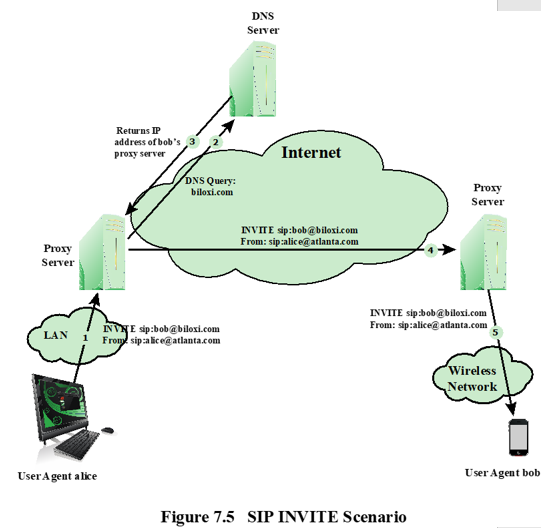 DNS
Server
3
2
Returns IP
address of bob's
proxy server
Internet
DNS Query:
biloxi.com
Proxy
Server
Proxy
Server
INVITE sip:bob@biloxi.com
From: sip:alice@atlanta.com
4
INVITE sip:bob@biloxi.com
From: sip:alice@atlanta.com
5
LAN
1
INVITE sip:bob@biloxi.com
From: sip:alice@atlanta.com
Wireless
Network
User Agent alice
User Agent bob
Figure 7.5 SIP INVITE Scenario